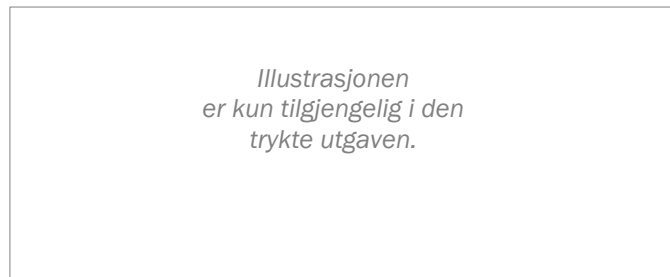 Illustrasjonen
er kun tilgjengelig i den
trykte utgaven.